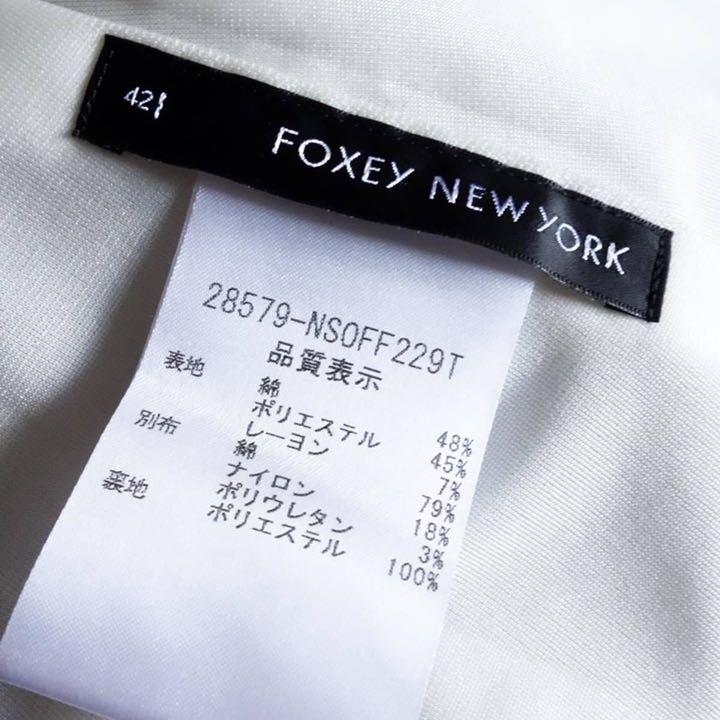 42
FOXEY NEW YORK
28579-NSOFF229T
品質表示
表地 綿 48%
ポリエステル 45%
レーヨン 7%
別布 綿 79%
ナイロン 18%
ポリウレタン 3%
裏地 ポリエステル 100%